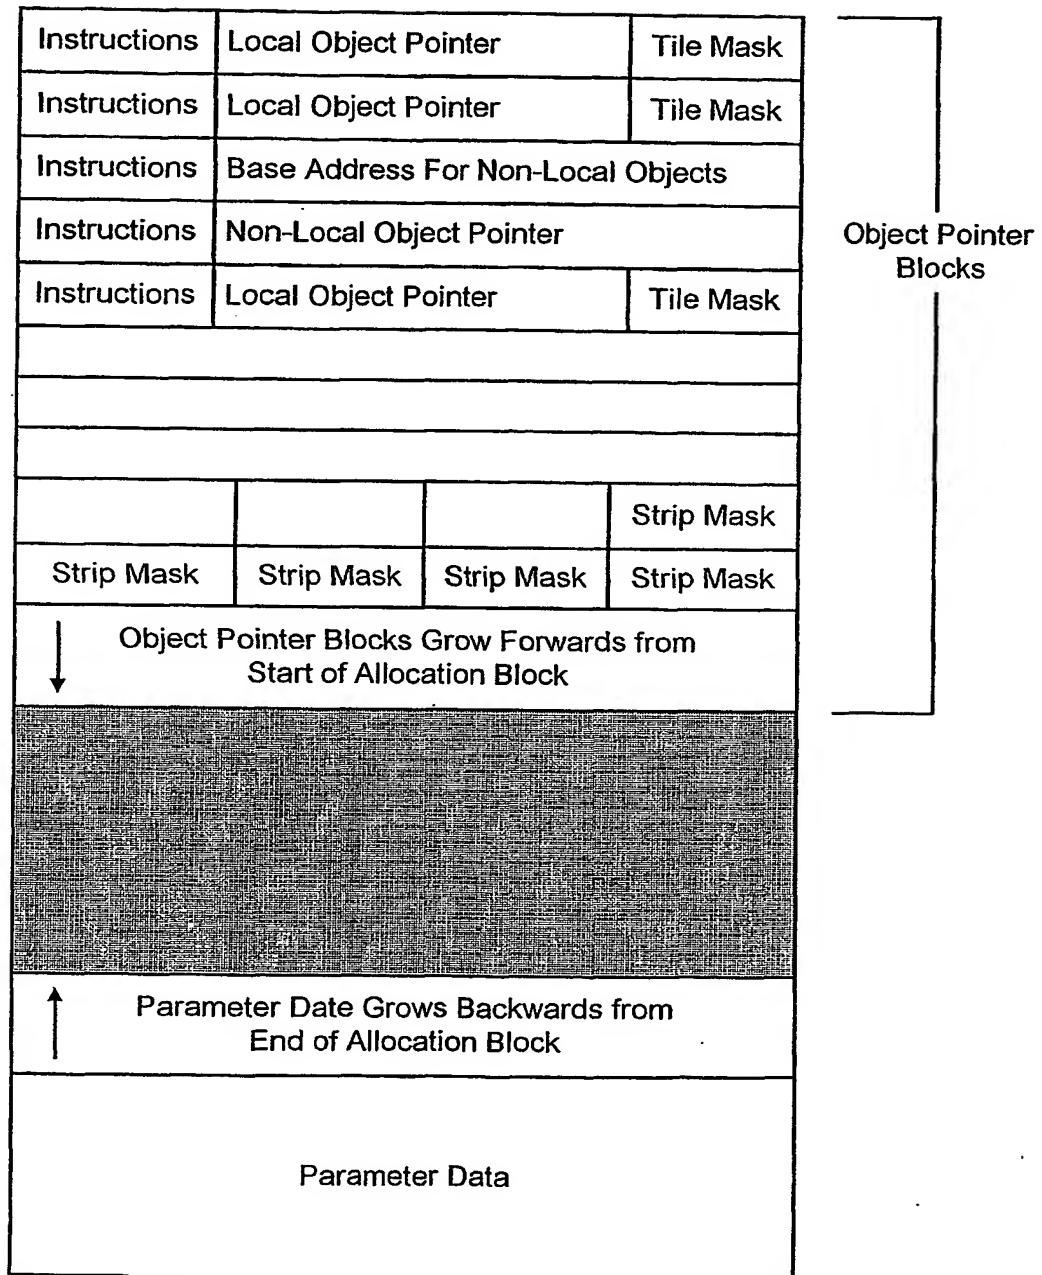 Instructions Local Object Pointer Tile Mask
Instructions Local Object Pointer Tile Mask
Instructions Base Address For Non-Local Objects
Instructions Non-Local Object Pointer
Instructions Local Object Pointer Tile Mask
Object Pointer
Blocks
Strip Mask
Strip Mask Strip Mask Strip Mask Strip Mask
Object Pointer Blocks Grow Forwards from
Start of Allocation Block
Parameter Date Grows Backwards from
End of Allocation Block
Parameter Data